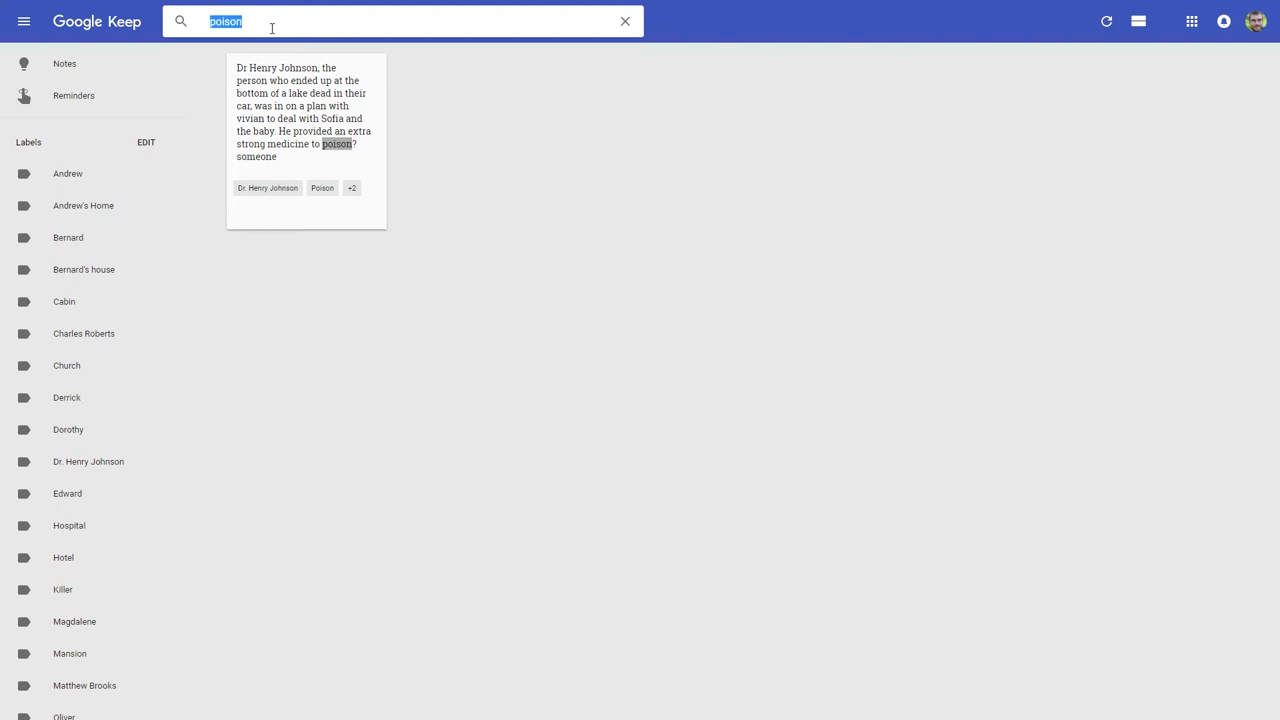 Google Keep
poison
Notes
Reminders
Labels
EDIT
Andrew
Andrew's Home
Bernard
Bernard's house
Cabin
Charles Roberts
Church
Derrick
Dorothy
Dr. Henry Johnson
Edward
Hospital
Hotel
Killer
Magdalene
Mansion
Matthew Brooks
Oliver
Dr Henry Johnson, the
person who ended up at the
bottom of a lake dead in their
car, was in on a plan with
vivian to deal with Sofia and
the baby. He provided an extra
strong medicine to poison?
someone
Dr. Henry Johnson
Poison
+2